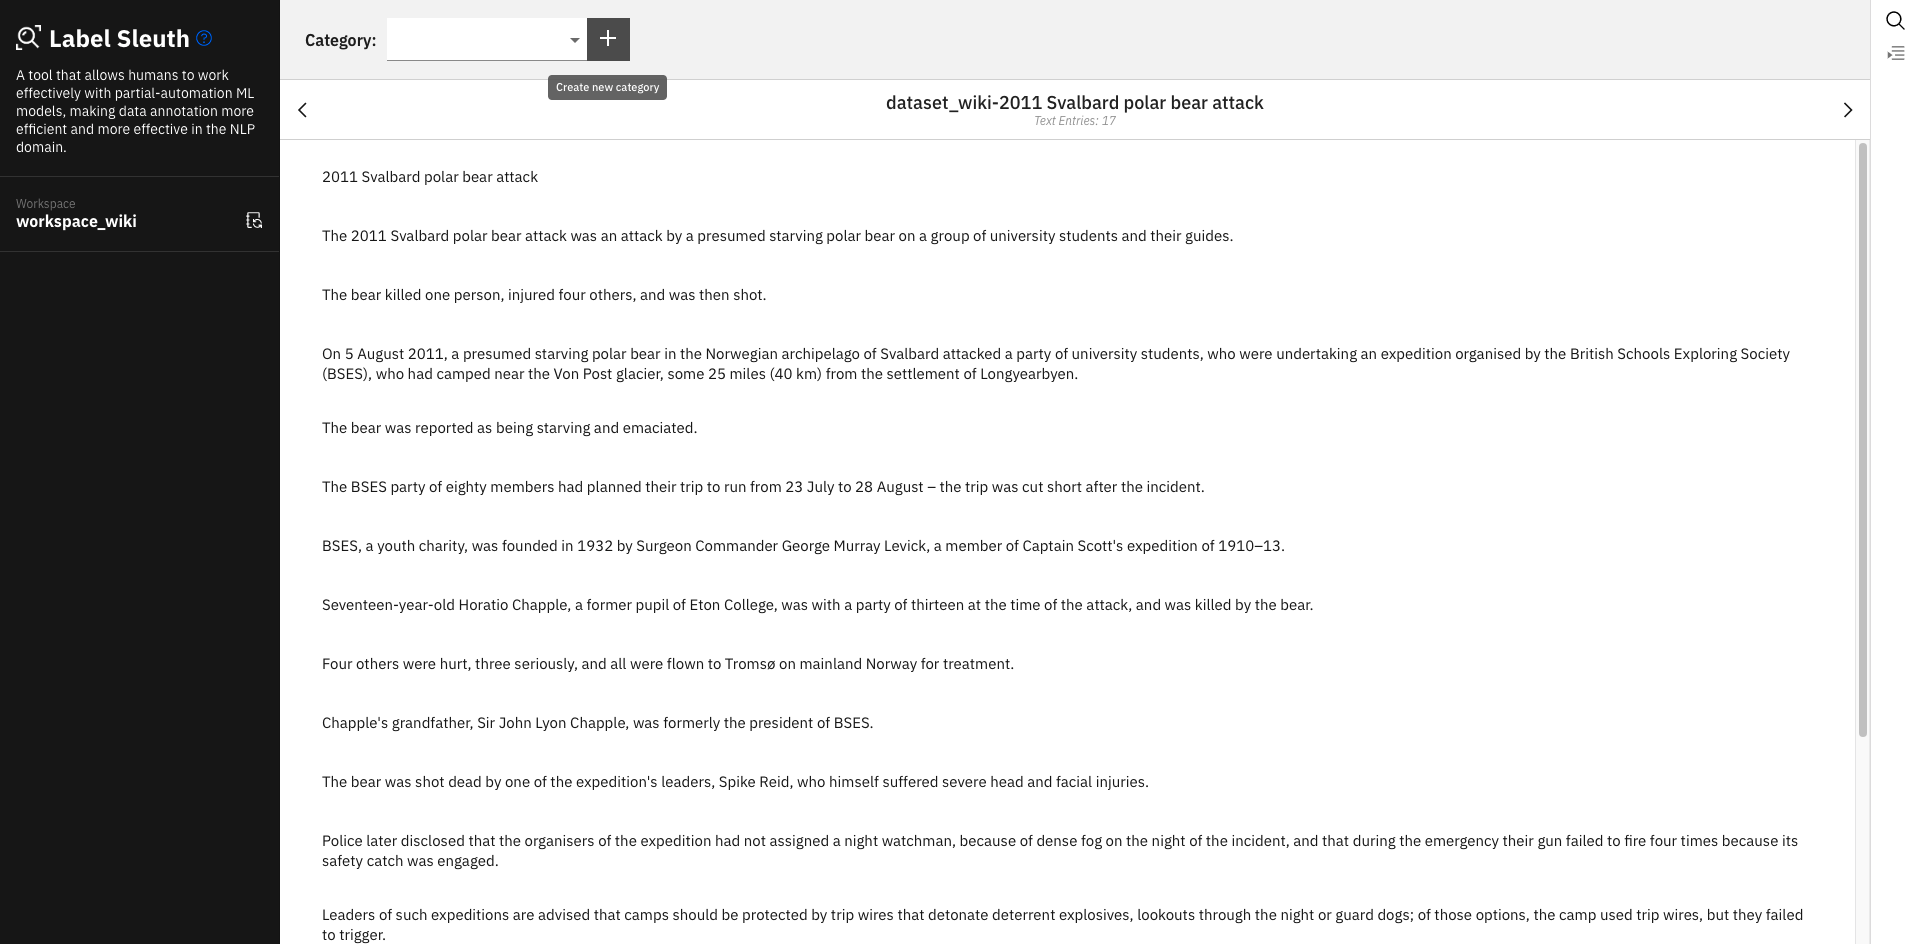 Label Sleuth
A tool that allows humans to work
effectively with partial-automation ML
models, making data annotation more
efficient and more effective in the NLP
domain.
Workspace
workspace_wiki
Category:
Create new category
dataset_wiki-2011 Svalbard polar bear attack
Text Entries: 17
2011 Svalbard polar bear attack
The 2011 Svalbard polar bear attack was an attack by a presumed starving polar bear on a group of university students and their guides.
The bear killed one person, injured four others, and was then shot.
On 5 August 2011, a presumed starving polar bear in the Norwegian archipelago of Svalbard attacked a party of university students, who were undertaking an expedition organised by the British Schools Exploring Society
(BSES), who had camped near the Von Post glacier, some 25 miles (40 km) from the settlement of Longyearbyen.
The bear was reported as being starving and emaciated.
The BSES party of eighty members had planned their trip to run from 23 July to 28 August – the trip was cut short after the incident.
BSES, a youth charity, was founded in 1932 by Surgeon Commander George Murray Levick, a member of Captain Scott's expedition of 1910–13.
Seventeen-year-old Horatio Chapple, a former pupil of Eton College, was with a party of thirteen at the time of the attack, and was killed by the bear.
Four others were hurt, three seriously, and all were flown to Tromsø on mainland Norway for treatment.
Chapple's grandfather, Sir John Lyon Chapple, was formerly the president of BSES.
The bear was shot dead by one of the expedition's leaders, Spike Reid, who himself suffered severe head and facial injuries.
Police later disclosed that the organisers of the expedition had not assigned a night watchman, because of dense fog on the night of the incident, and that during the emergency their gun failed to fire four times because its
safety catch was engaged.
Leaders of such expeditions are advised that camps should be protected by trip wires that detonate deterrent explosives, lookouts through the night or guard dogs; of those options, the camp used trip wires, but they failed
to trigger.